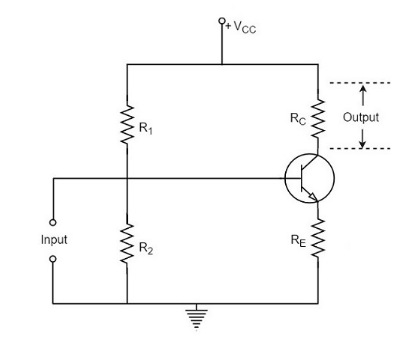 + VCC
R1
RC
Output
Input
R2
RE